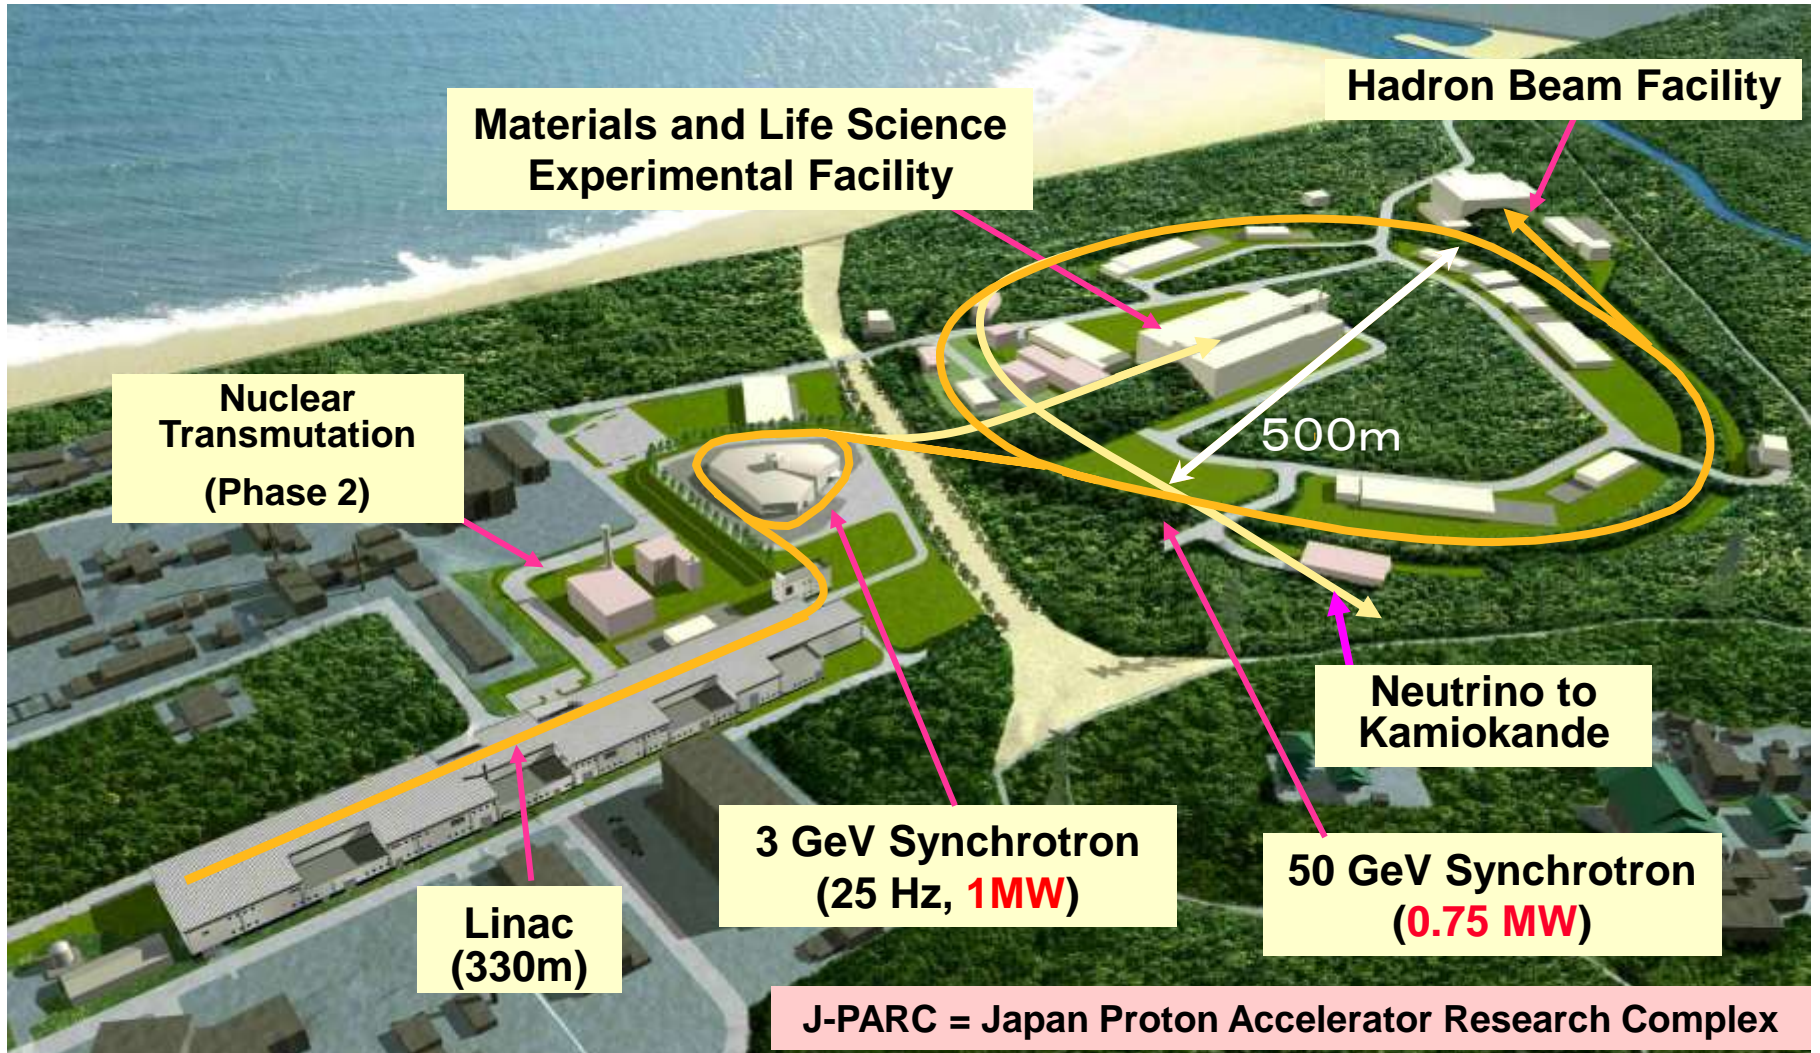 Hadron Beam Facility
Materials and Life Science
Experimental Facility
Nuclear
Transmutation
(Phase 2)
500m
Neutrino to
Kamiokande
3 GeV Synchrotron
(25 Hz, 1MW)
50 GeV Synchrotron
(0.75 MW)
Linac
(330m)
J-PARC = Japan Proton Accelerator Research Complex